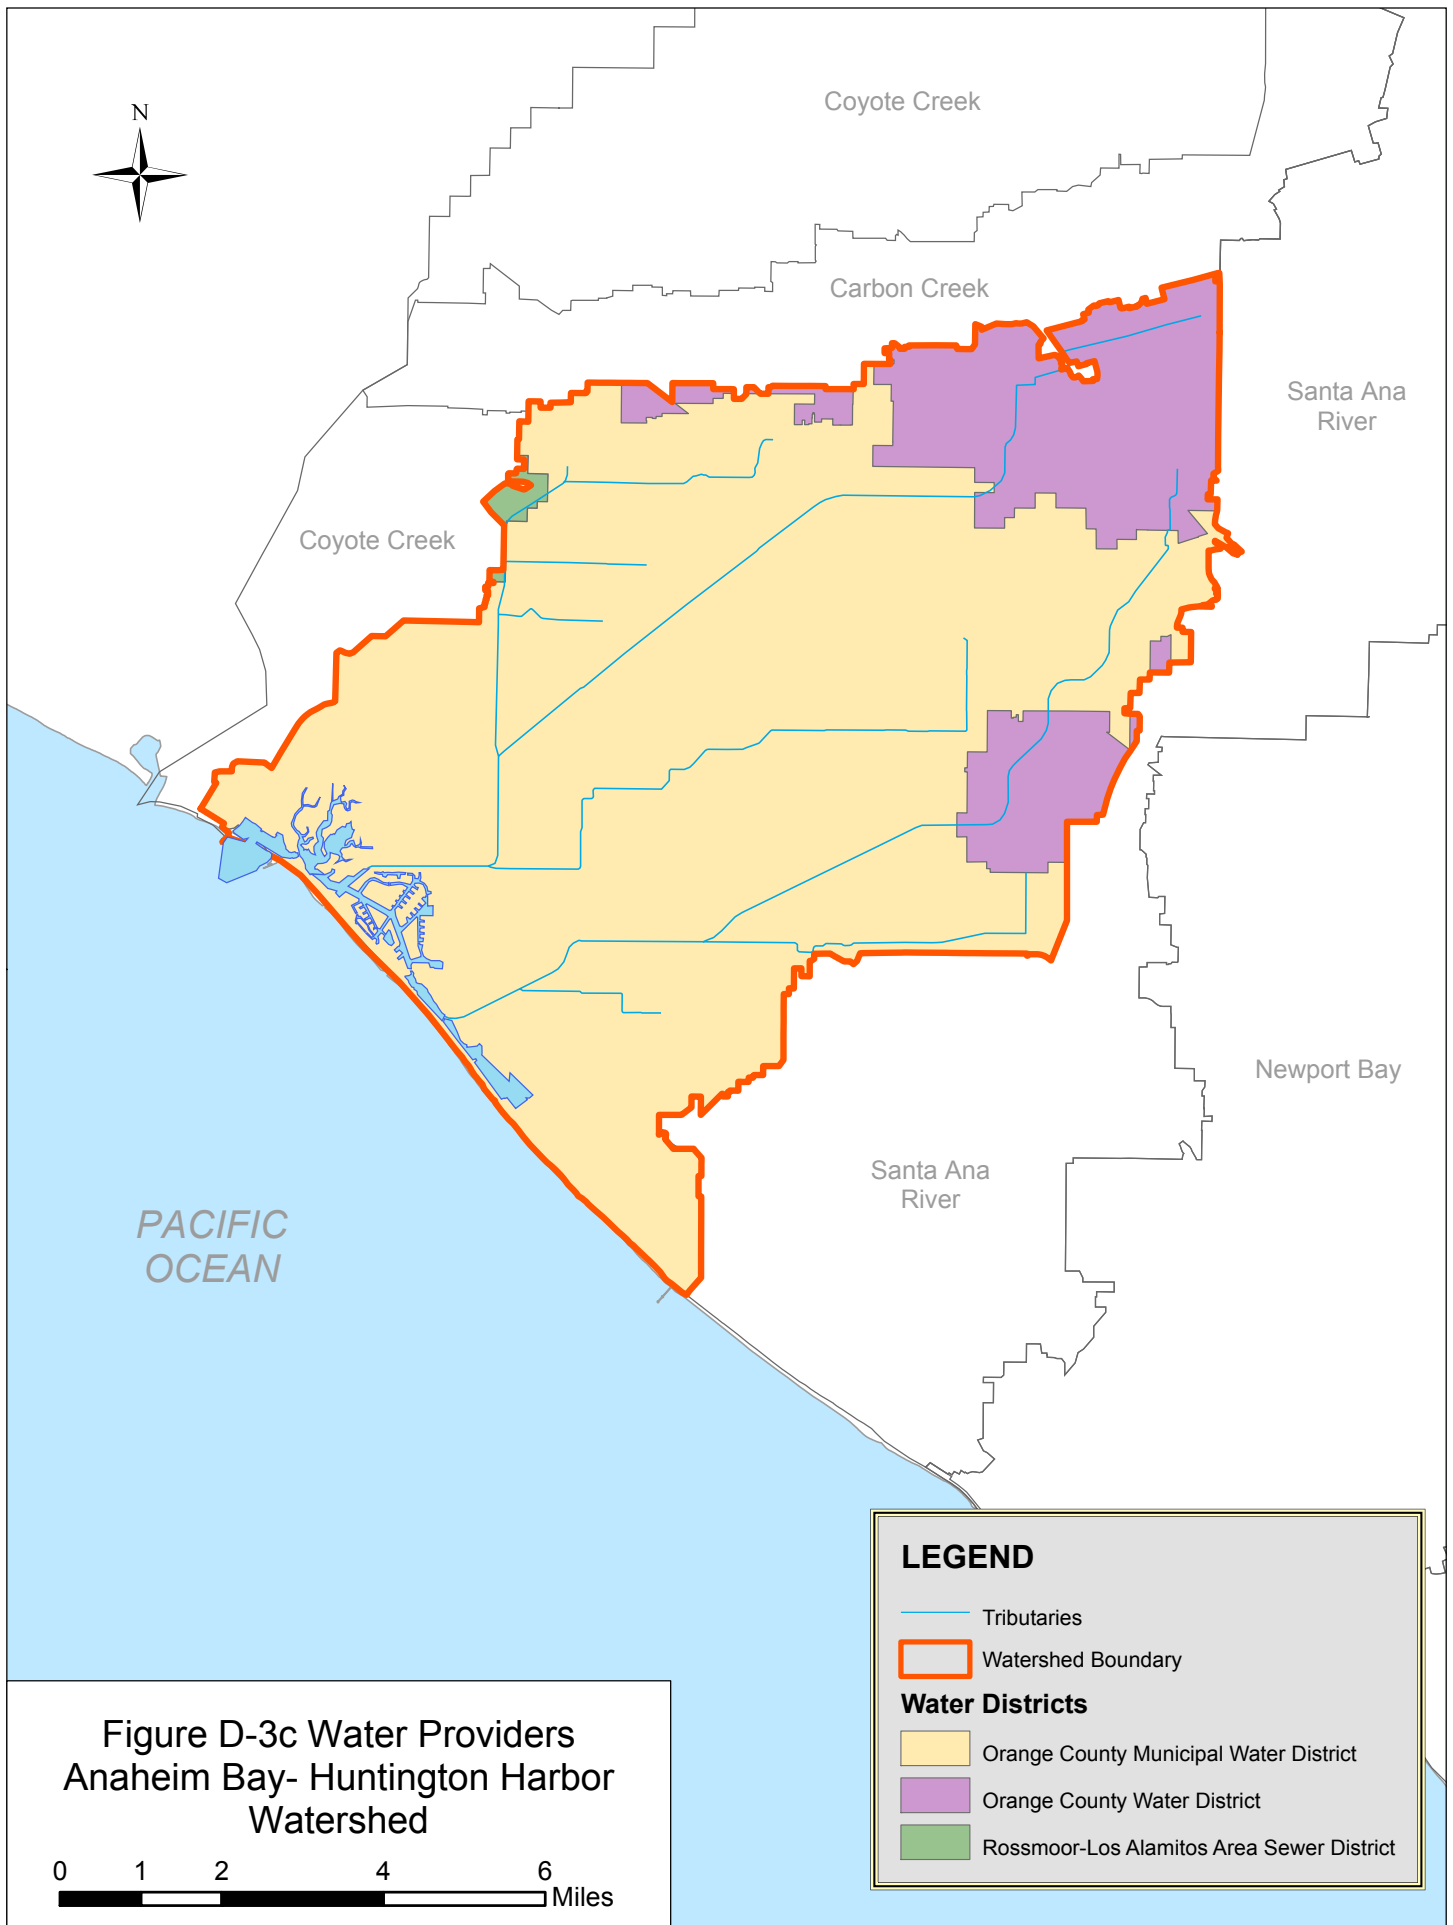 N
Coyote Creek
Carbon Creek
Santa Ana
River
Coyote Creek
Newport Bay
Santa Ana
River
PACIFIC
OCEAN
LEGEND
Tributaries
Watershed Boundary
Water Districts
Orange County Municipal Water District
Orange County Water District
Rossmoor-Los Alamitos Area Sewer District
Figure D-3c Water Providers
Anaheim Bay- Huntington Harbor
Watershed
0 1 2 4 6
Miles